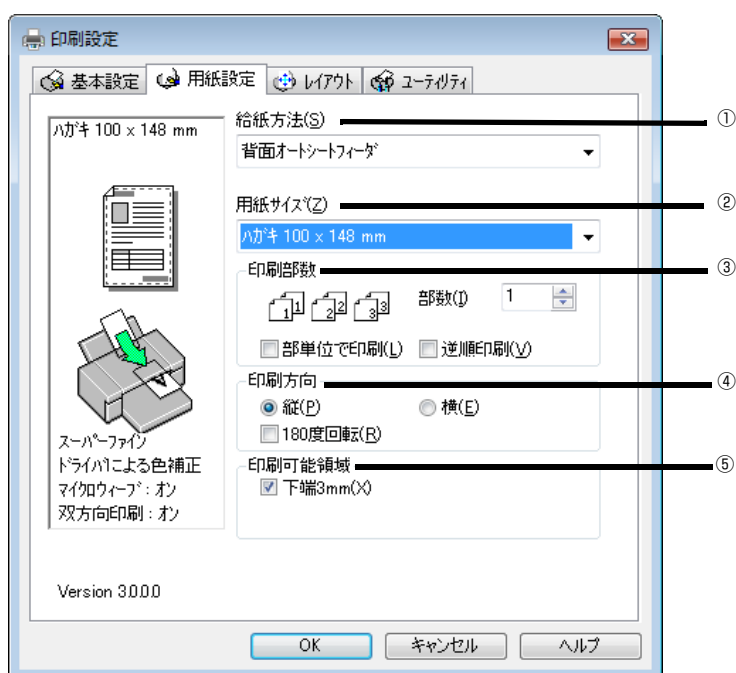 印刷設定
基本設定 用紙設定 レイアウト ユーティリティ
ハガキ 100 x 148 mm
給紙方法(S) ①
背面オートシートフィーダ
用紙サイズ(Z) ②
ハガキ 100 x 148 mm
印刷部数 ③
1 1 2 2 3 3
部数(I) 1
部単位で印刷(L) 逆順印刷(V)
印刷方向 ④
縦(P) 横(E)
180度回転(R)
印刷可能領域 ⑤
下端3mm(X)
スーパーファイン
ドライバによる色補正
マイクロウィーブ : オン
双方向印刷 : オン
Version 3.0.0.0
OK キャンセル ヘルプ